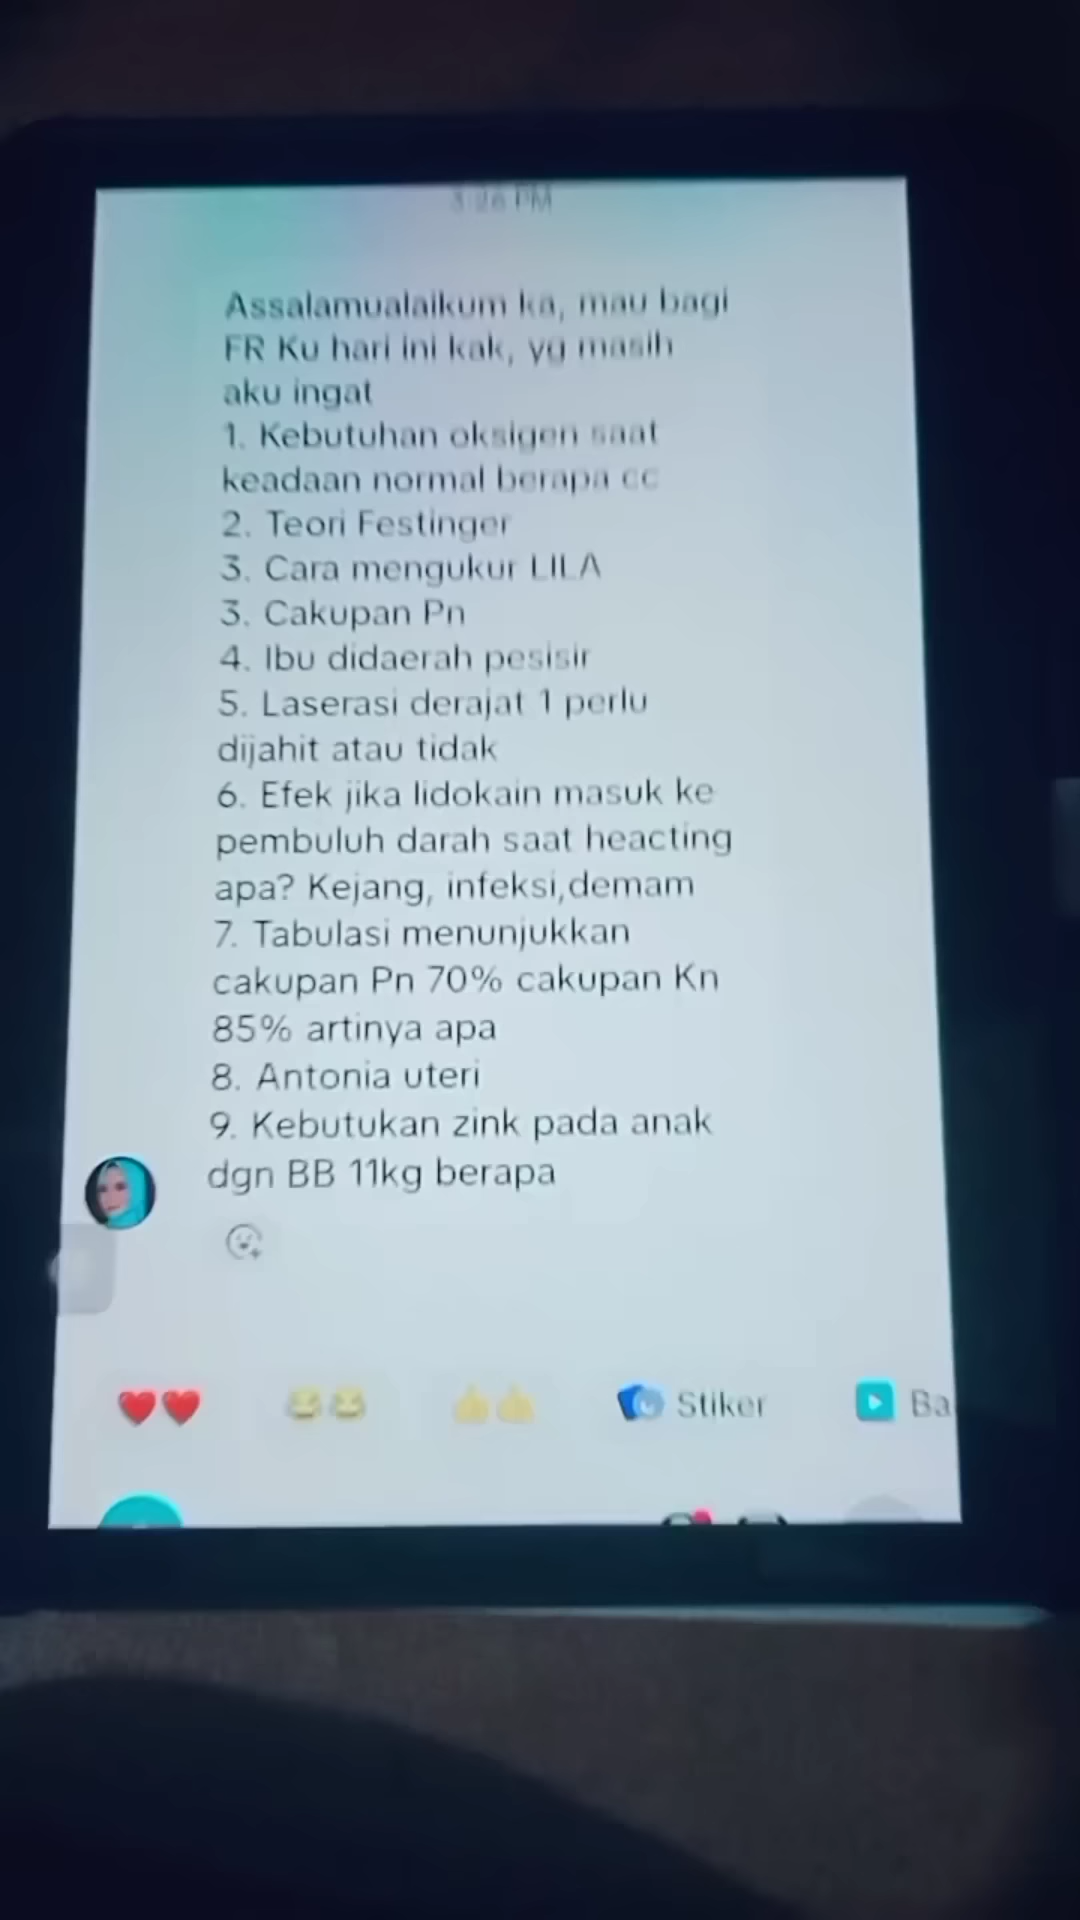 3:26 PM
Assalamualaikum ka, mau bagi
FR Ku hari ini kak, yg masih
aku ingat
1. Kebutuhan oksigen saat
keadaan normal berapa cc
2. Teori Festinger
3. Cara mengukur LILA
3. Cakupan Pn
4. Ibu didaerah pesisir
5. Laserasi derajat 1 perlu
dijahit atau tidak
6. Efek jika lidokain masuk ke
pembuluh darah saat heacting
apa? Kejang, infeksi,demam
7. Tabulasi menunjukkan
cakupan Pn 70% cakupan Kn
85% artinya apa
8. Antonia uteri
9. Kebutukan zink pada anak
dgn BB 11kg berapa
Stiker
Ba